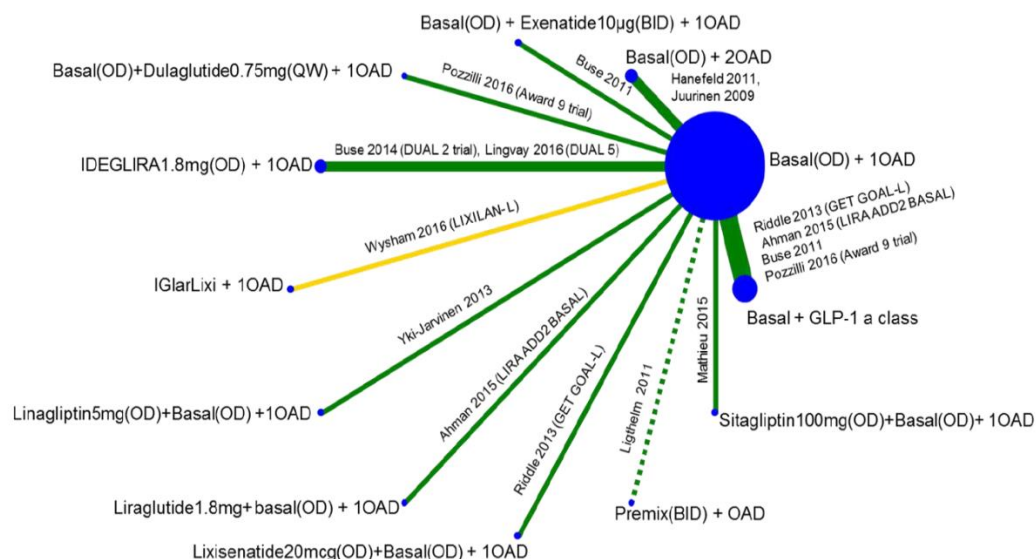 Basal(OD) + Exenatide10µg(BID) + 1OAD
Basal(OD) + 2OAD
Hanefeld 2011,
Juurinen 2009
Buse 2011
Basal(OD)+Dulaglutide0.75mg(QW) + 1OAD
Pozzilli 2016 (Award 9 trial)
IDEGLIRA1.8mg(OD) + 1OAD
Buse 2014 (DUAL 2 trial), Lingvay 2016 (DUAL 5)
Basal(OD) + 1OAD
Wysham 2016 (LIXILAN-L)
IGlarLixi + 1OAD
Riddle 2013 (GET GOAL-L)
Ahman 2015 (LIRA ADD2 BASAL)
Buse 2011
Pozzilli 2016 (Award 9 trial)
Basal + GLP-1 a class
Yki-Jarvinen 2013
Linagliptin5mg(OD)+Basal(OD) +1OAD
Ahman 2015 (LIRA ADD2 BASAL)
Liraglutide1.8mg+basal(OD) + 1OAD
Riddle 2013 (GET GOAL-L)
Lixisenatide20mcg(OD)+Basal(OD) + 1OAD
Ligthelm 2011
Premix(BID) + OAD
Mathieu 2015
Sitagliptin100mg(OD)+Basal(OD)+ 1OAD